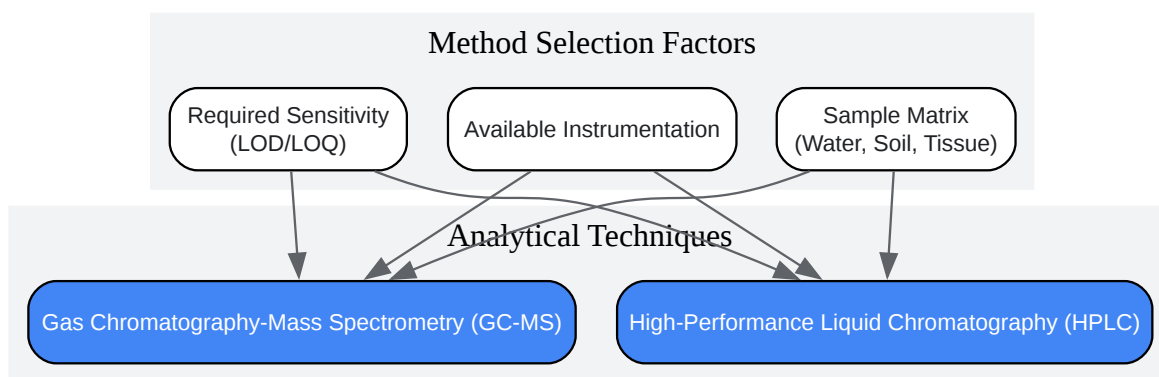 Method Selection Factors
Required Sensitivity
(LOD/LOQ)
Available Instrumentation
Sample Matrix
(Water, Soil, Tissue)
Analytical Techniques
Gas Chromatography-Mass Spectrometry (GC-MS)
High-Performance Liquid Chromatography (HPLC)